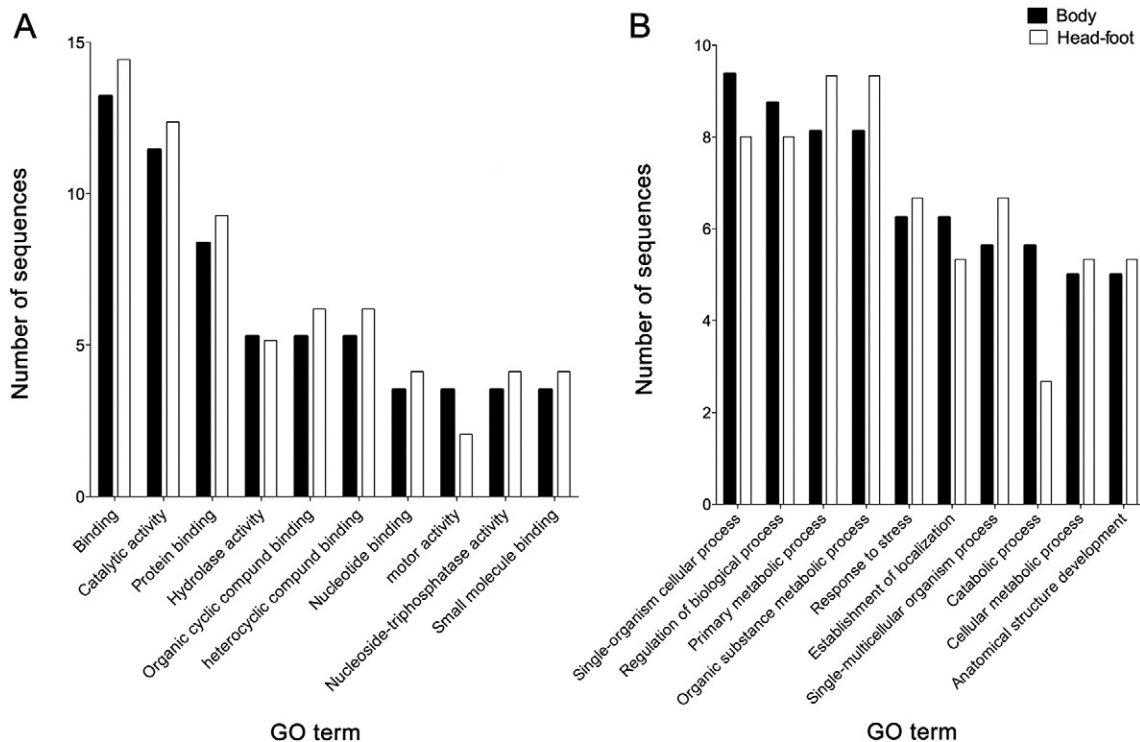 A
Number of sequences
15
10
5
0
Binding
Catalytic activity
Protein binding
Hydrolase activity
Organic cyclic compound binding
heterocyclic compound binding
Nucleotide binding
motor activity
Nucleoside-triphosphatase activity
Small molecule binding
GO term
B
Body
Head-foot
Number of sequences
10
8
6
4
2
0
Single-organism cellular process
Regulation of biological process
Primary metabolic process
Organic substance metabolic process
Response to stress
Establishment of localization
Single-multicellular organism process
Catabolic process
Cellular metabolic process
Anatomical structure development
GO term